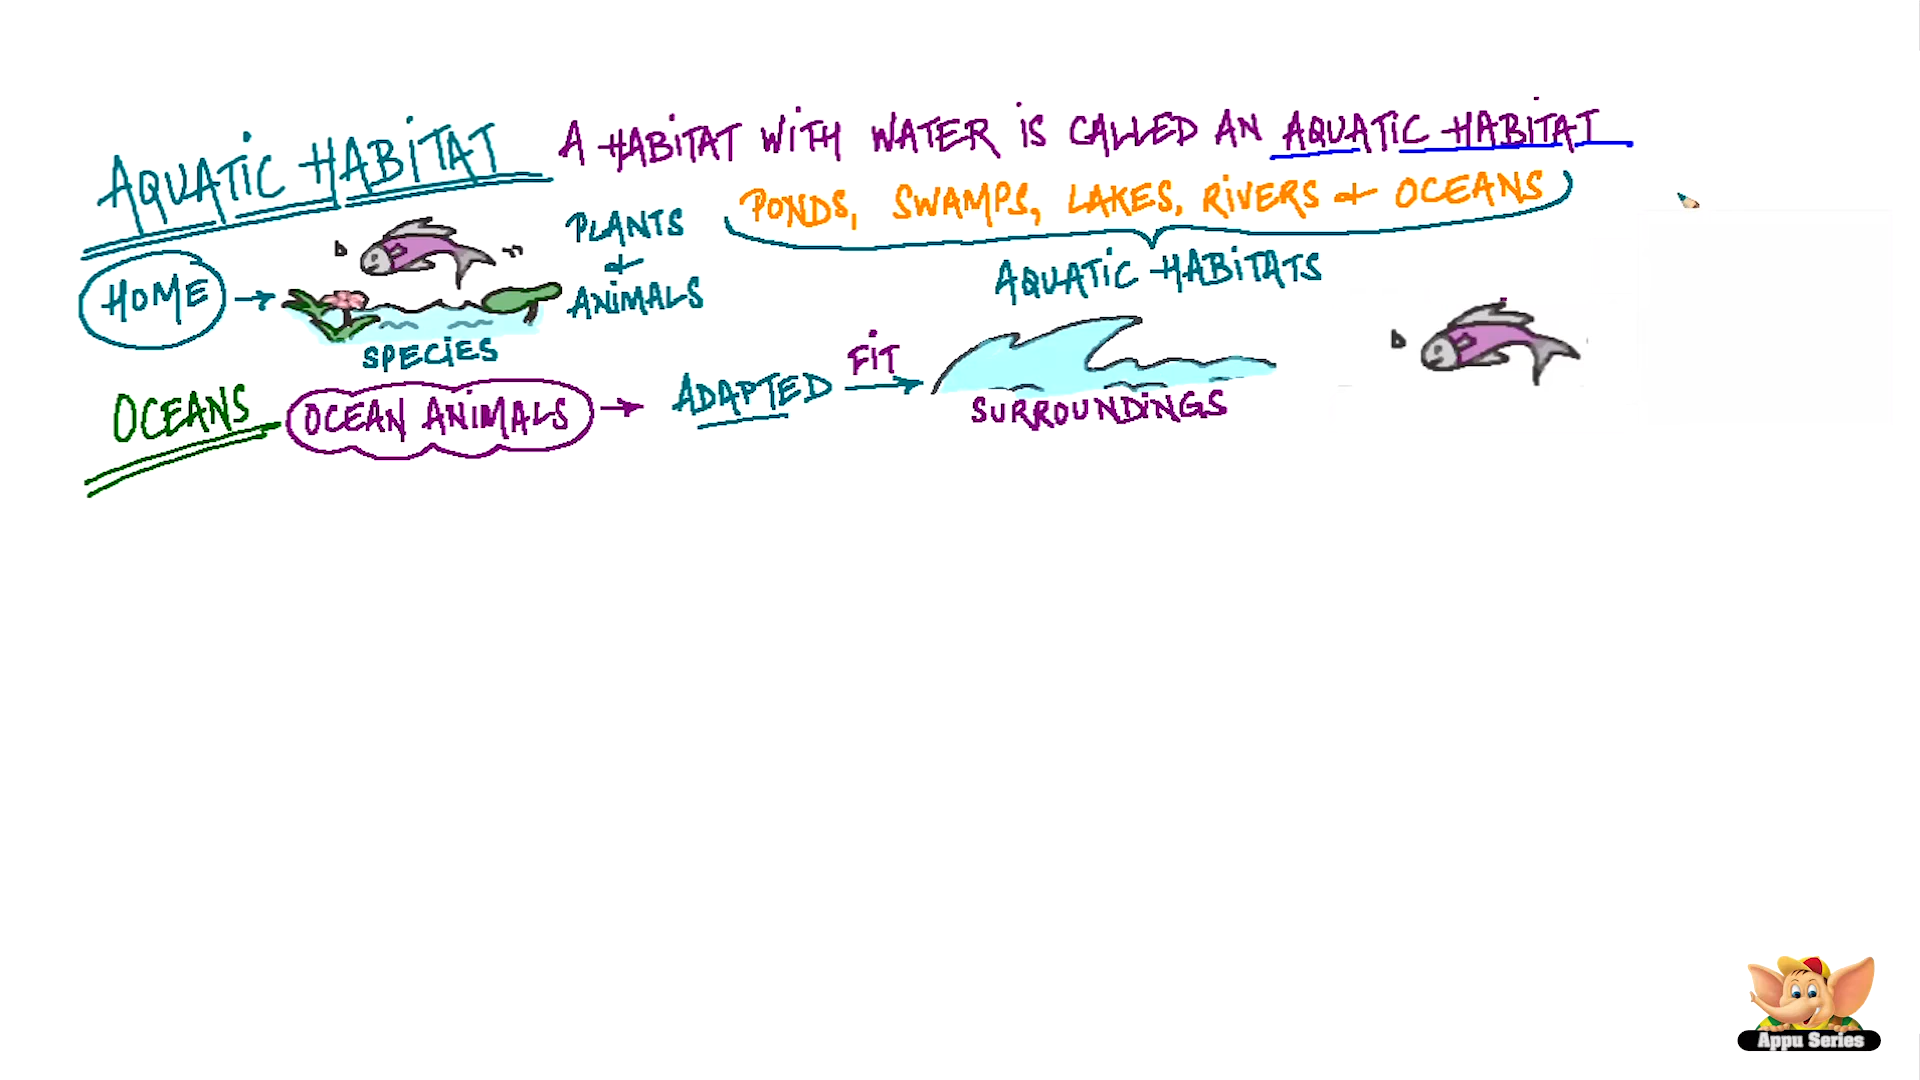 AQUATIC HABITAT
A HABITAT WITH WATER IS CALLED AN AQUATIC HABITAT
PONDS, SWAMPS, LAKES, RIVERS & OCEANS
AQUATIC HABITATS
HOME →
PLANTS
&
ANIMALS
SPECIES
OCEANS
OCEAN ANIMALS → ADAPTED
FIT →
SURROUNDINGS
Appu Series